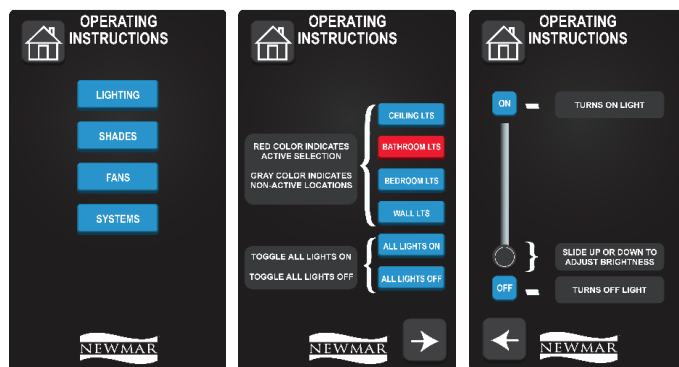 OPERATING
INSTRUCTIONS
LIGHTING
SHADES
FANS
SYSTEMS
NEWMAR
OPERATING
INSTRUCTIONS
RED COLOR INDICATES
ACTIVE SELECTION
GRAY COLOR INDICATES
NON-ACTIVE LOCATIONS
CEILING LTS
BATHROOM LTS
BEDROOM LTS
WALL LTS
TOGGLE ALL LIGHTS ON
TOGGLE ALL LIGHTS OFF
ALL LIGHTS ON
ALL LIGHTS OFF
NEWMAR
OPERATING
INSTRUCTIONS
ON
TURNS ON LIGHT
SLIDE UP OR DOWN TO
ADJUST BRIGHTNESS
OFF
TURNS OFF LIGHT
NEWMAR